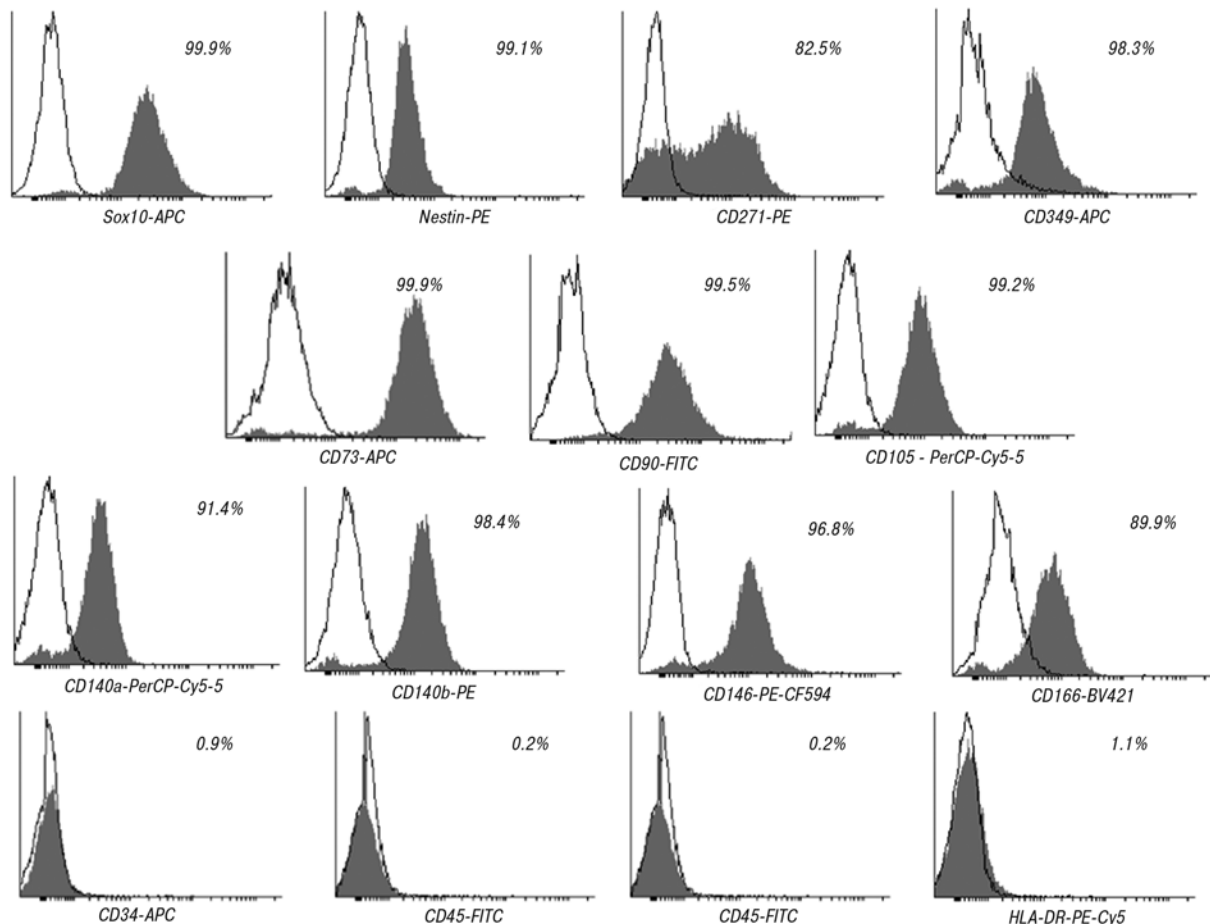 99.9%
99.1%
82.5%
98.3%
Sox10-APC
Nestin-PE
CD271-PE
CD349-APC
99.9%
99.5%
99.2%
CD73-APC
CD90-FITC
CD105 - PerCP-Cy5-5
91.4%
98.4%
96.8%
89.9%
CD140a-PerCP-Cy5-5
CD140b-PE
CD146-PE-CF594
CD166-BV421
0.9%
0.2%
0.2%
1.1%
CD34-APC
CD45-FITC
CD45-FITC
HLA-DR-PE-Cy5